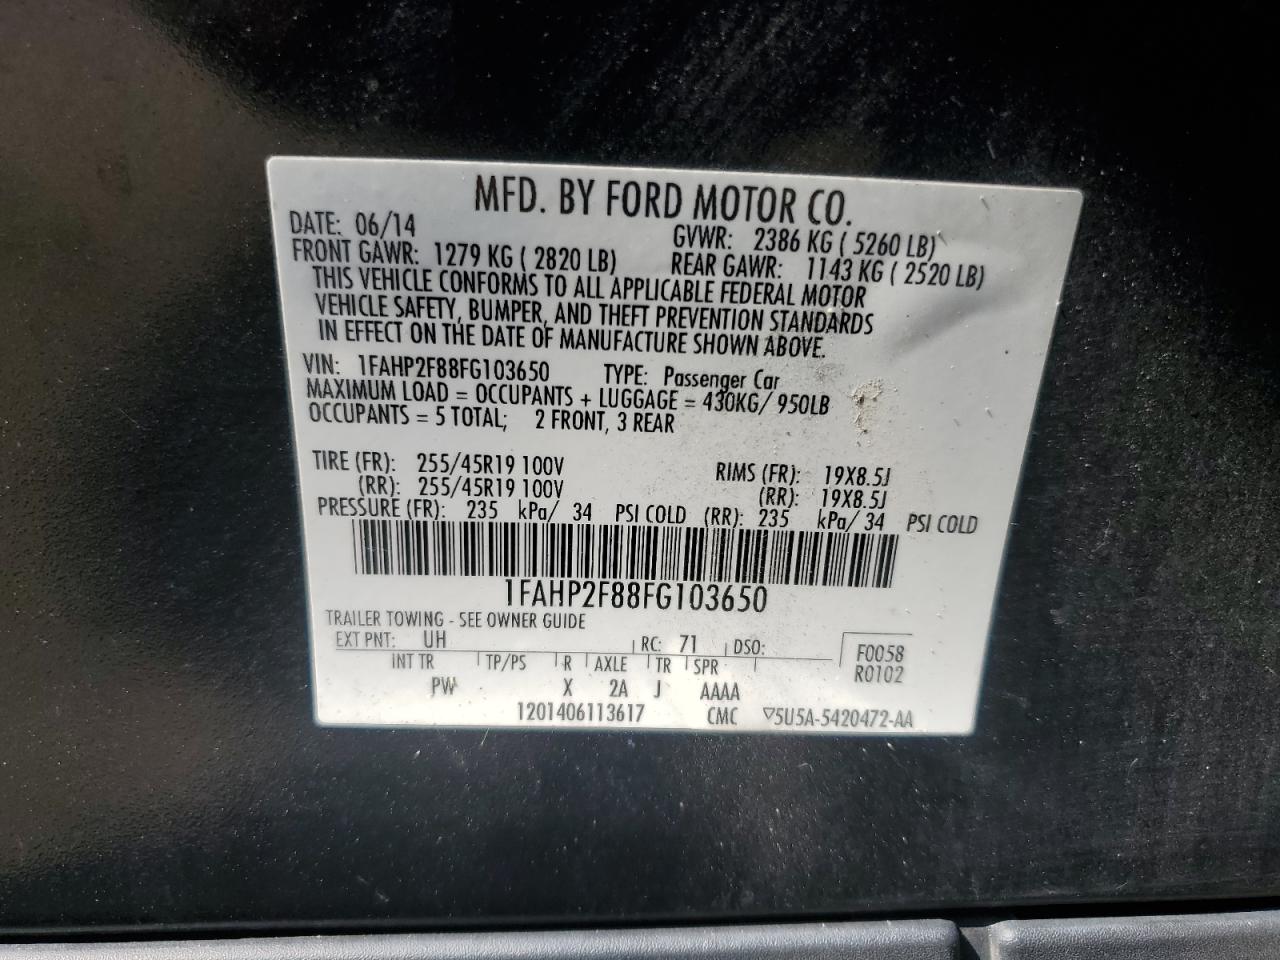 MFD. BY FORD MOTOR CO.
DATE: 06/14 GVWR: 2386 KG ( 5260 LB)
FRONT GAWR: 1279 KG ( 2820 LB) REAR GAWR: 1143 KG ( 2520 LB)
THIS VEHICLE CONFORMS TO ALL APPLICABLE FEDERAL MOTOR
VEHICLE SAFETY, BUMPER, AND THEFT PREVENTION STANDARDS
IN EFFECT ON THE DATE OF MANUFACTURE SHOWN ABOVE.
VIN: 1FAHP2F88FG103650 TYPE: Passenger Car
MAXIMUM LOAD = OCCUPANTS + LUGGAGE = 430KG/ 950LB
OCCUPANTS = 5 TOTAL; 2 FRONT, 3 REAR
TIRE (FR): 255/45R19 100V RIMS (FR): 19X8.5J
(RR): 255/45R19 100V (RR): 19X8.5J
PRESSURE (FR): 235 kPa/ 34 PSI COLD (RR): 235 kPa/ 34 PSI COLD
1FAHP2F88FG103650
TRAILER TOWING - SEE OWNER GUIDE
EXT PNT: UH RC: 71 DSO: F0058
INT TR TP/PS R AXLE TR SPR R0102
PW X 2A J AAAA
1201406113617 CMC ▽5U5A-5420472-AA